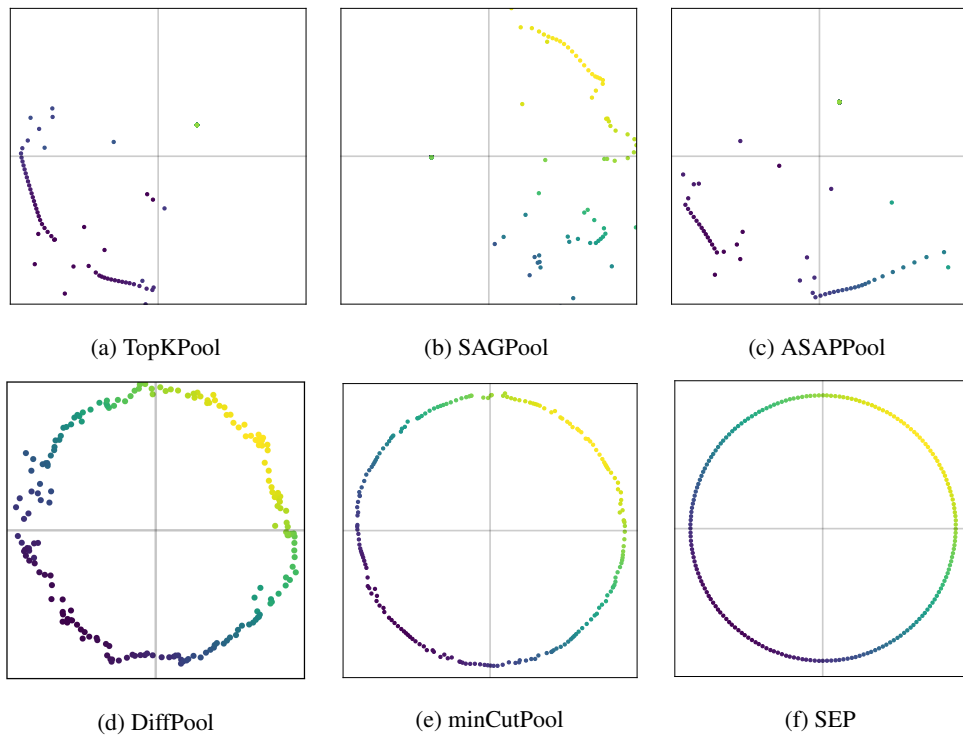 (a) TopKPool
(b) SAGPool
(c) ASAPPool
(d) DiffPool
(e) minCutPool
(f) SEP